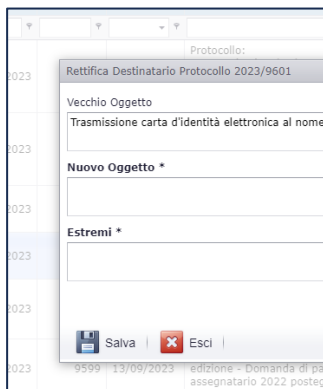 Protocollo:
2023
Rettifica Destinatario Protocollo 2023/9601
Vecchio Oggetto
Trasmissione carta d'identità elettronica al nome
2023
Nuovo Oggetto *
2023
Estremi *
2023
2023
Salva
Esci
2023 9599 13/09/2023 edizione - Domanda di pa
assegnatario 2022 posteg